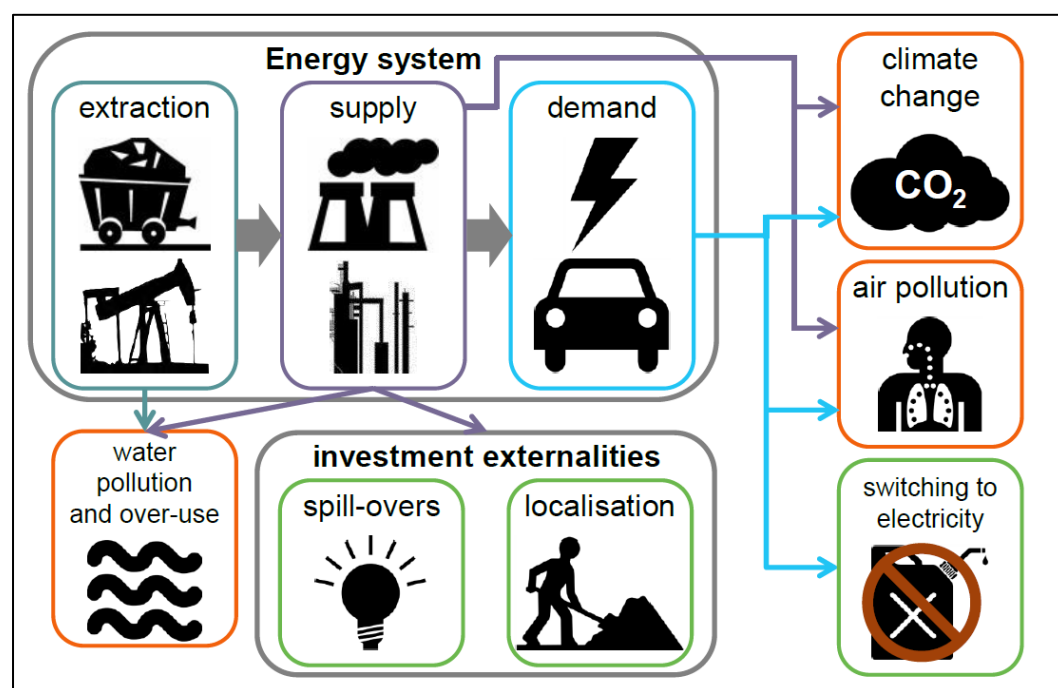 Energy system
extraction
supply
demand
climate
change
CO₂
air pollution
water
pollution
and over-use
investment externalities
spill-overs
localisation
switching to
electricity